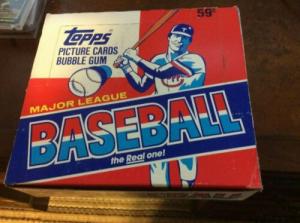 59¢
Topps
PICTURE CARDS
BUBBLE GUM
MAJOR LEAGUE
BASEBALL
the Real one!